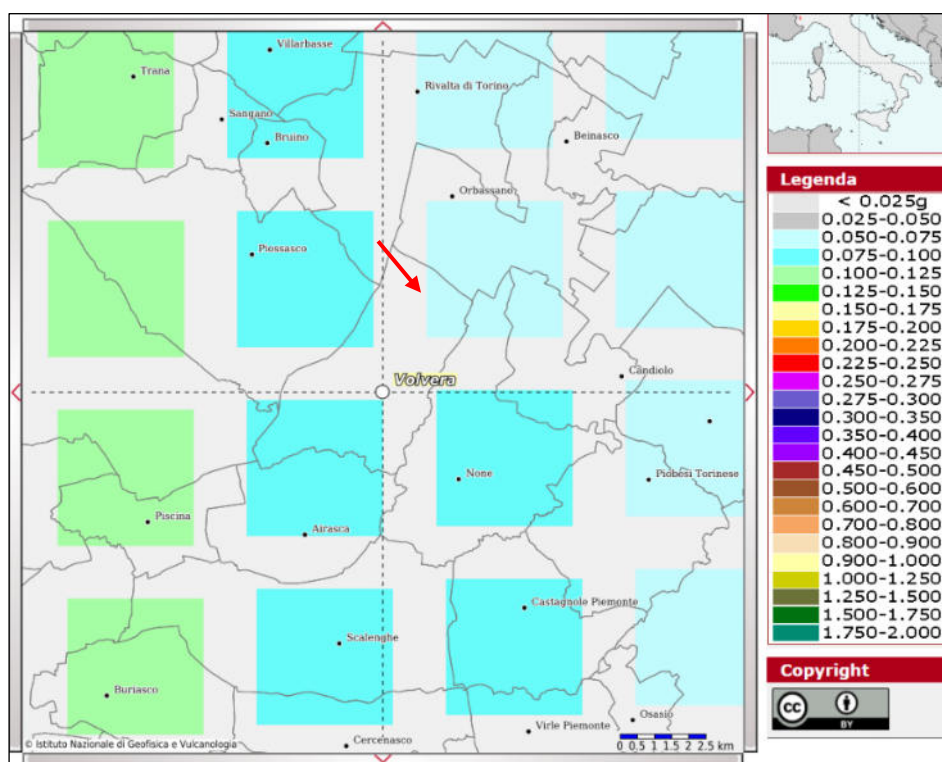 Villarbasse
Trana
Rivalta di Torino
Sangano
Bruino
Beinasco
Orbassano
Piossasco
Candiolo
Volvera
None
Piobesi Torinese
Piscina
Airasca
Castagnole Piemonte
Scalenghe
Buriasco
Osasio
Virle Piemonte
Cercenasco
© Istituto Nazionale di Geofisica e Vulcanologia
0 0.5 1 1.5 2 2.5 km
Legenda
< 0.025g
0.025-0.050
0.050-0.075
0.075-0.100
0.100-0.125
0.125-0.150
0.150-0.175
0.175-0.200
0.200-0.225
0.225-0.250
0.250-0.275
0.275-0.300
0.300-0.350
0.350-0.400
0.400-0.450
0.450-0.500
0.500-0.600
0.600-0.700
0.700-0.800
0.800-0.900
0.900-1.000
1.000-1.250
1.250-1.500
1.500-1.750
1.750-2.000
Copyright
cc
BY